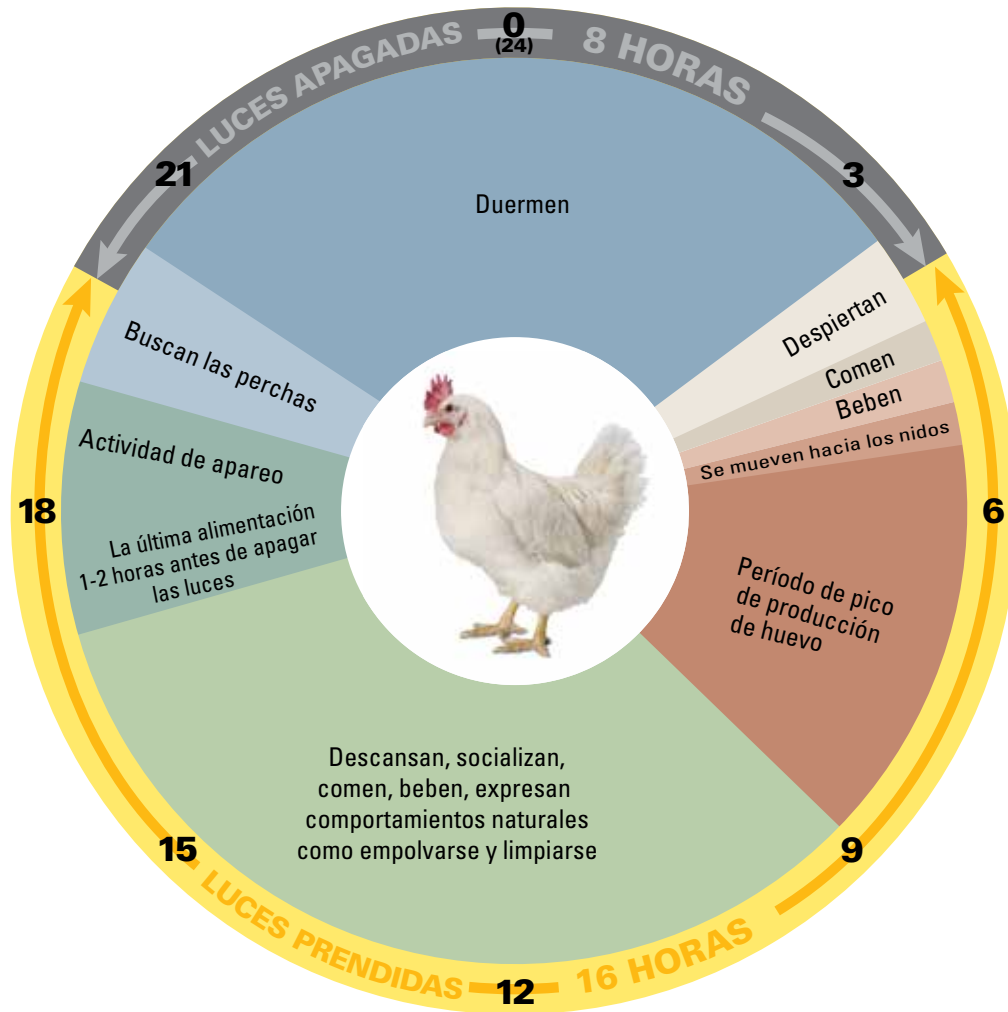 0
(24)
8 HORAS
3
6
9
16 HORAS
12
LUCES PRENDIDAS
15
18
21
LUCES APAGADAS
Duermen
Despiertan
Comen
Beben
Se mueven hacia los nidos
Período de pico
de producción
de huevo
Descansan, socializan,
comen, beben, expresan
comportamientos naturales
como empolvarse y limpiarse
La última alimentación
1-2 horas antes de apagar
las luces
Actividad de apareo
Buscan las perchas